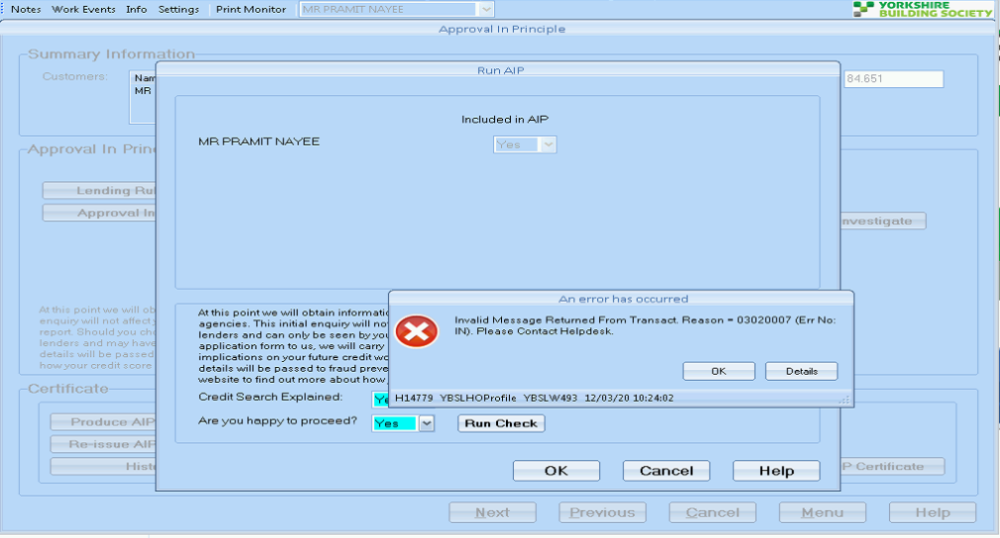 Notes Work Events Info Settings Print Monitor MR PRAMIT NAYEE
YORKSHIRE
BUILDING SOCIETY
Approval In Principle
Summary Information
Customers:
Nam
MR
84.651
Run AIP
Included in AIP
MR PRAMIT NAYEE
Yes
Approval In Prin
Lending Rul
Approval In
nvestigate
At this point we will ob
enquiry will not affect y
report. Should you cho
lenders and may have
details will be passed
how your credit score
At this point we will obtain informatic
agencies. This initial enquiry will not
lenders and can only be seen by you
application form to us, we will carry
implications on your future credit wo
details will be passed to fraud preve
website to find out more about how
Credit Search Explained: Ye
Are you happy to proceed? Yes Run Check
An error has occurred
Invalid Message Returned From Transact. Reason = 03020007 (Err No:
IN). Please Contact Helpdesk.
OK Details
H14779 YBSLHOProfile YBSLW493 12/03/20 10:24:02
OK Cancel Help
Certificate
Produce AIP
Re-issue AIP
Histo
P Certificate
Next Previous Cancel Menu Help